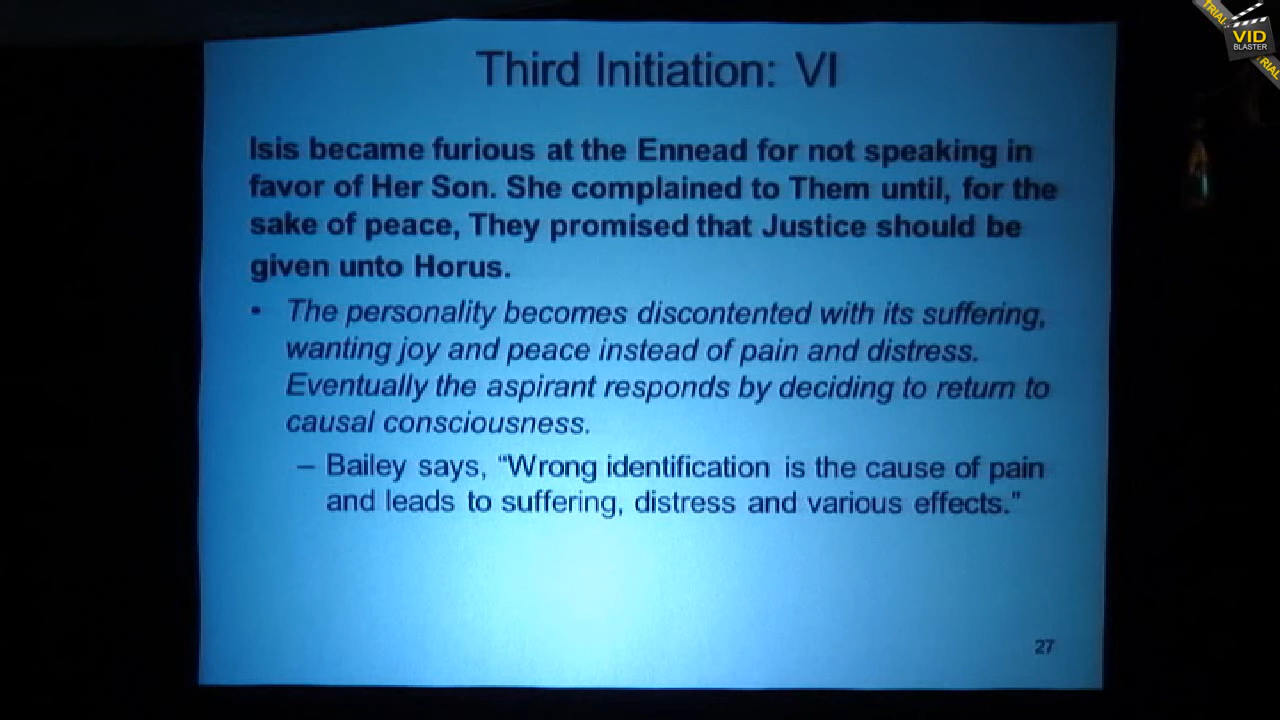 Third Initiation: VI
Isis became furious at the Ennead for not speaking in
favor of Her Son. She complained to Them until, for the
sake of peace, They promised that Justice should be
given unto Horus.
• The personality becomes discontented with its suffering,
wanting joy and peace instead of pain and distress.
Eventually the aspirant responds by deciding to return to
causal consciousness.
– Bailey says, “Wrong identification is the cause of pain
and leads to suffering, distress and various effects.”
27
TRIAL
VID
BLASTER
TRIAL